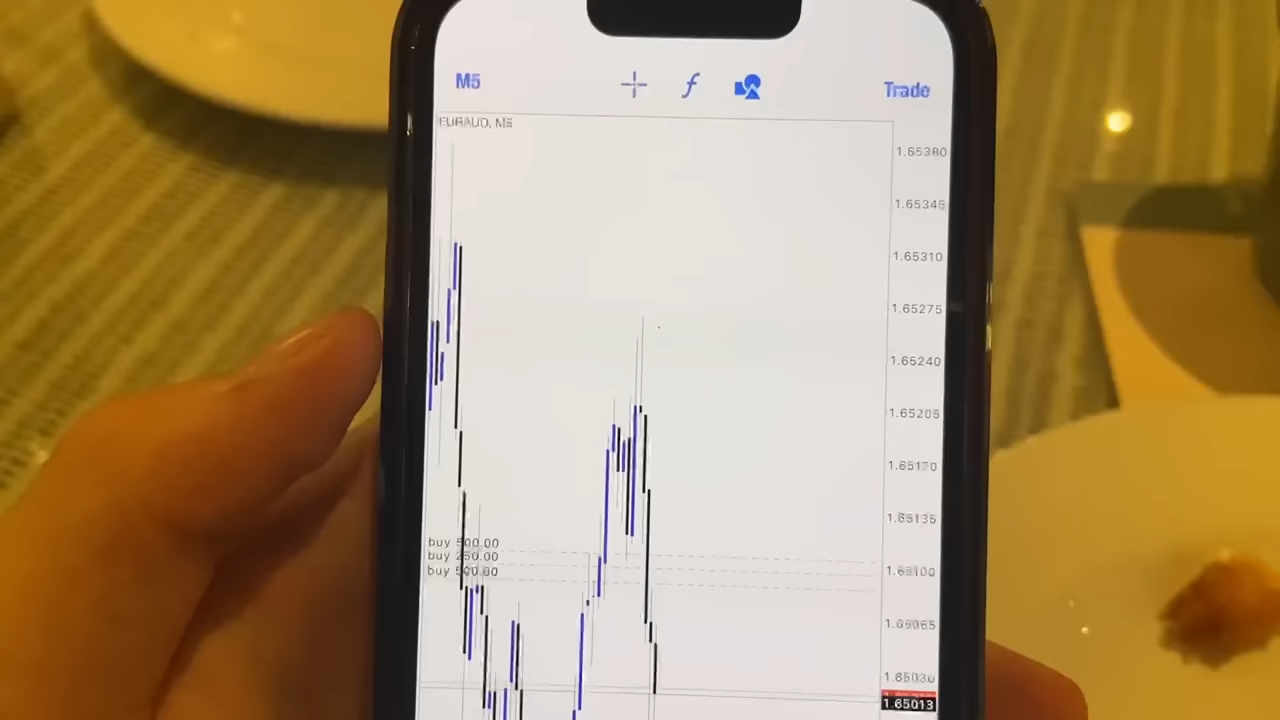 M5 Trade
EURAUD, M5
1.65380
1.65345
1.65310
1.65275
1.65240
1.65205
1.65170
1.65135
buy 500.00
buy 250.00
buy 500.00
1.65100
1.65065
1.65030
1.65013